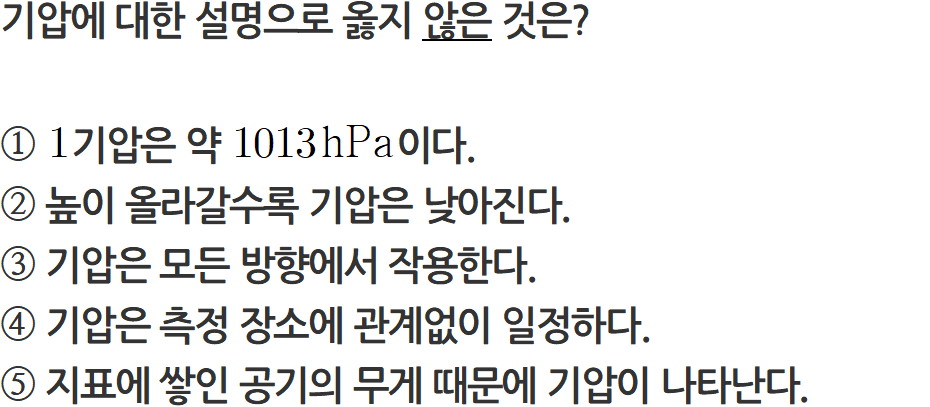 기압에 대한 설명으로 옳지 않은 것은?
① 1기압은 약 1013hPa이다.
② 높이 올라갈수록 기압은 낮아진다.
③ 기압은 모든 방향에서 작용한다.
④ 기압은 측정 장소에 관계없이 일정하다.
⑤ 지표에 쌓인 공기의 무게 때문에 기압이 나타난다.